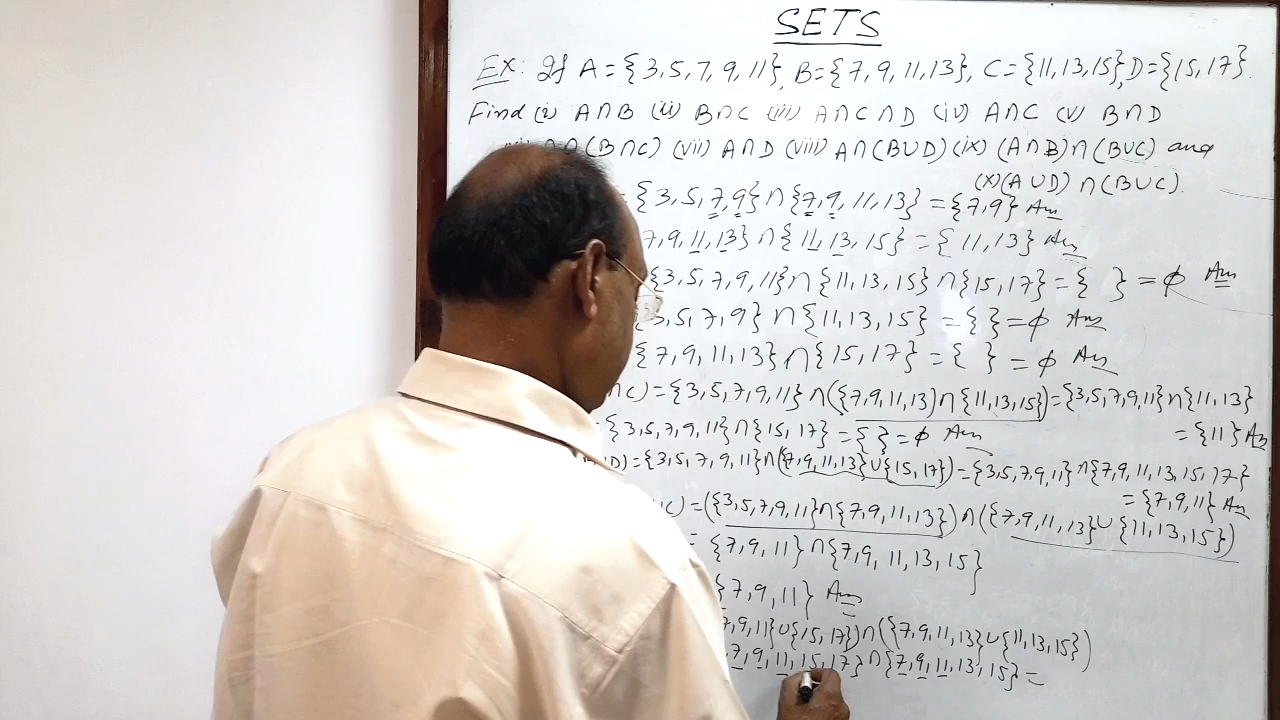 SETS
Ex: If A = {3,5,7,9,11}, B={7,9,11,13}, C={11,13,15}, D={15,17}.
Find (i) A∩B (ii) B∩C (iii) A∩C∩D (iv) A∩C (v) B∩D
(B∩C) (vii) A∩D (viii) A∩(B∪D) (ix) (A∩B)∩(B∪C) and
(x) (A∪D) ∩(B∪C).
{3,5,7,9} ∩ {7,9,11,13} = {7,9} Ans
7,9,11,13} ∩ {11,13,15} = {11,13} Ans
{3,5,7,9,11} ∩ {11,13,15} ∩ {15,17} = { } = ϕ Ans
3,5,7,9} ∩ {11,13,15} = { } = ϕ Ans
{7,9,11,13} ∩ {15,17} = { } = ϕ Ans
∩C) = {3,5,7,9,11} ∩ ({7,9,11,13) ∩ {11,13,15}) = {3,5,7,9,11} ∩ {11,13}
= {11} Ans
= {3,5,7,9,11} ∩ {15,17} = { } = ϕ Ans
D) = {3,5,7,9,11} ∩ ({7,9,11,13} ∪ {15,17}) = {3,5,7,9,11} ∩ {7,9,11,13,15,17}
= {7,9,11} Ans
C) = ({3,5,7,9,11} ∩ {7,9,11,13}) ∩ ({7,9,11,13} ∪ {11,13,15})
= {7,9,11} ∩ {7,9,11,13,15}
{7,9,11} Ans
7,9,11} ∪ {15,17}) ∩ ({7,9,11,13} ∪ {11,13,15})
7,9,11,15,17} ∩ {7,9,11,13,15} =